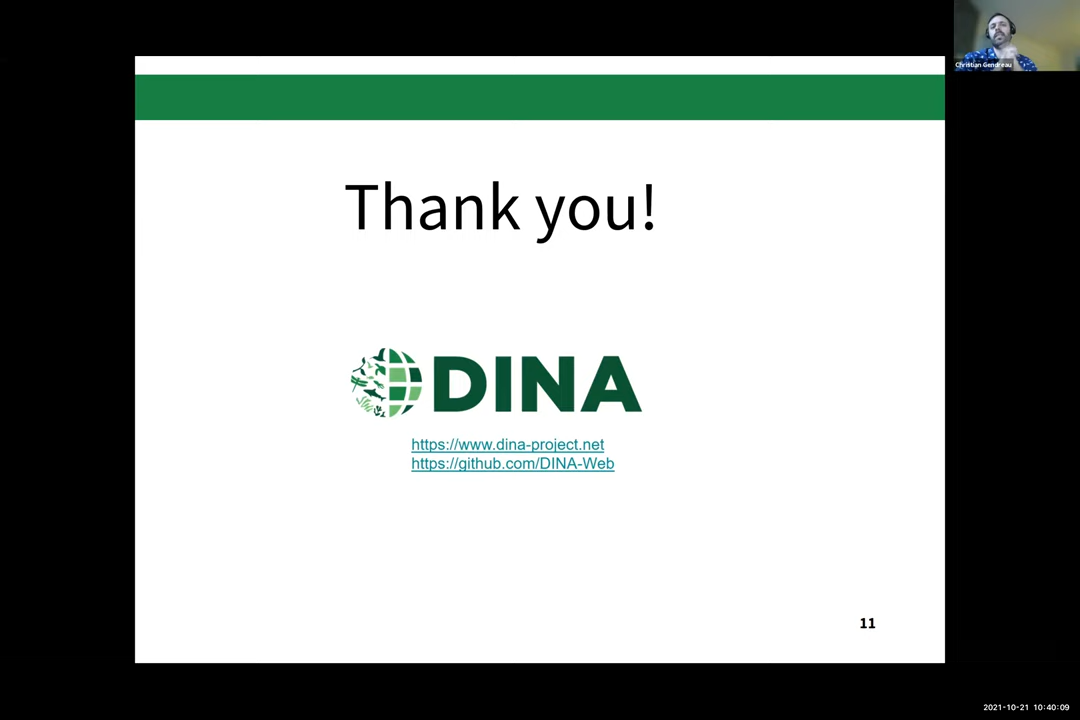 Christian Gendreau
Thank you!
DINA
https://www.dina-project.net
https://github.com/DINA-Web
11
2021-10-21 10:40:09